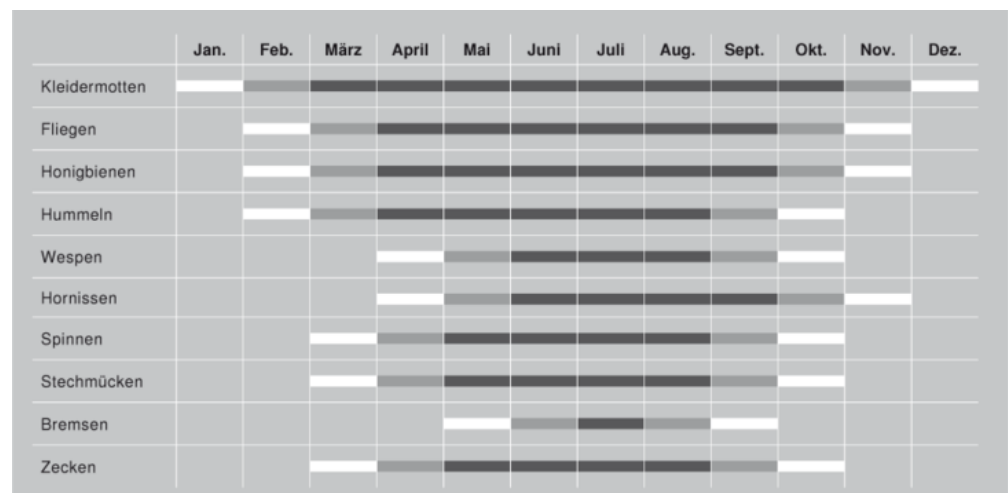 Jan. Feb. März April Mai Juni Juli Aug. Sept. Okt. Nov. Dez.
Kleidermotten
Fliegen
Honigbienen
Hummeln
Wespen
Hornissen
Spinnen
Stechmücken
Bremsen
Zecken